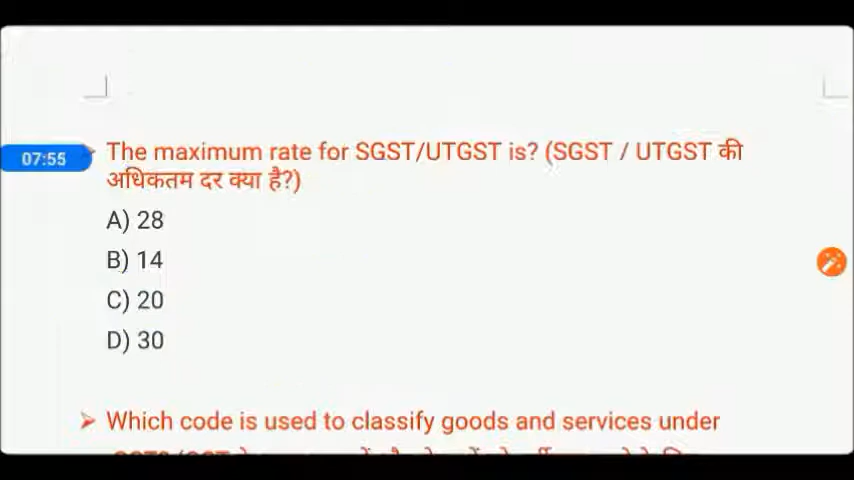 07:55
➤ The maximum rate for SGST/UTGST is? (SGST / UTGST की
अधिकतम दर क्या है?)
A) 28
B) 14
C) 20
D) 30
➤ Which code is used to classify goods and services under